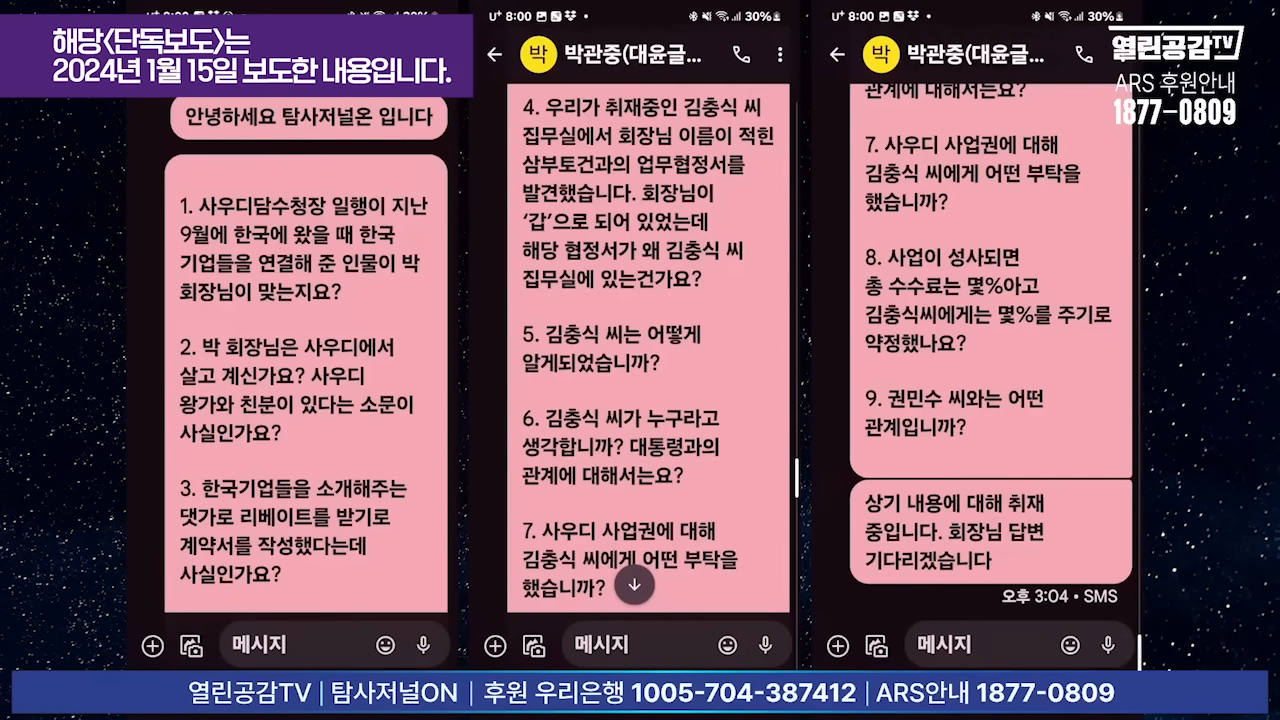 해당<단독보도>는
2024년 1월 15일 보도한 내용입니다.
안녕하세요 탐사저널온 입니다
1. 사우디담수청장 일행이 지난
9월에 한국에 왔을 때 한국
기업들을 연결해 준 인물이 박
회장님이 맞는지요?
2. 박 회장님은 사우디에서
살고 계신가요? 사우디
왕가와 친분이 있다는 소문이
사실인가요?
3. 한국기업들을 소개해주는
댓가로 리베이트를 받기로
계약서를 작성했다는데
사실인가요?
메시지
U+ 8:00
30%
박
박관중(대윤글...
4. 우리가 취재중인 김충식 씨
집무실에서 회장님 이름이 적힌
삼부토건과의 업무협정서를
발견했습니다. 회장님이
‘갑’으로 되어 있었는데
해당 협정서가 왜 김충식 씨
집무실에 있는건가요?
5. 김충식 씨는 어떻게
알게되었습니까?
6. 김충식 씨가 누구라고
생각합니까? 대통령과의
관계에 대해서는요?
7. 사우디 사업권에 대해
김충식 씨에게 어떤 부탁을
했습니까?
메시지
U+ 8:00
30%
박
박관중(대윤글...
관계에 대해서는요?
7. 사우디 사업권에 대해
김충식 씨에게 어떤 부탁을
했습니까?
8. 사업이 성사되면
총 수수료는 몇%아고
김충식씨에게는 몇%를 주기로
약정했나요?
9. 권민수 씨와는 어떤
관계입니까?
상기 내용에 대해 취재
중입니다. 회장님 답변
기다리겠습니다
오후 3:04 • SMS
메시지
열린공감TV
ARS 후원안내
1877-0809
열린공감TV | 탐사저널ON | 후원 우리은행 1005-704-387412 | ARS안내 1877-0809